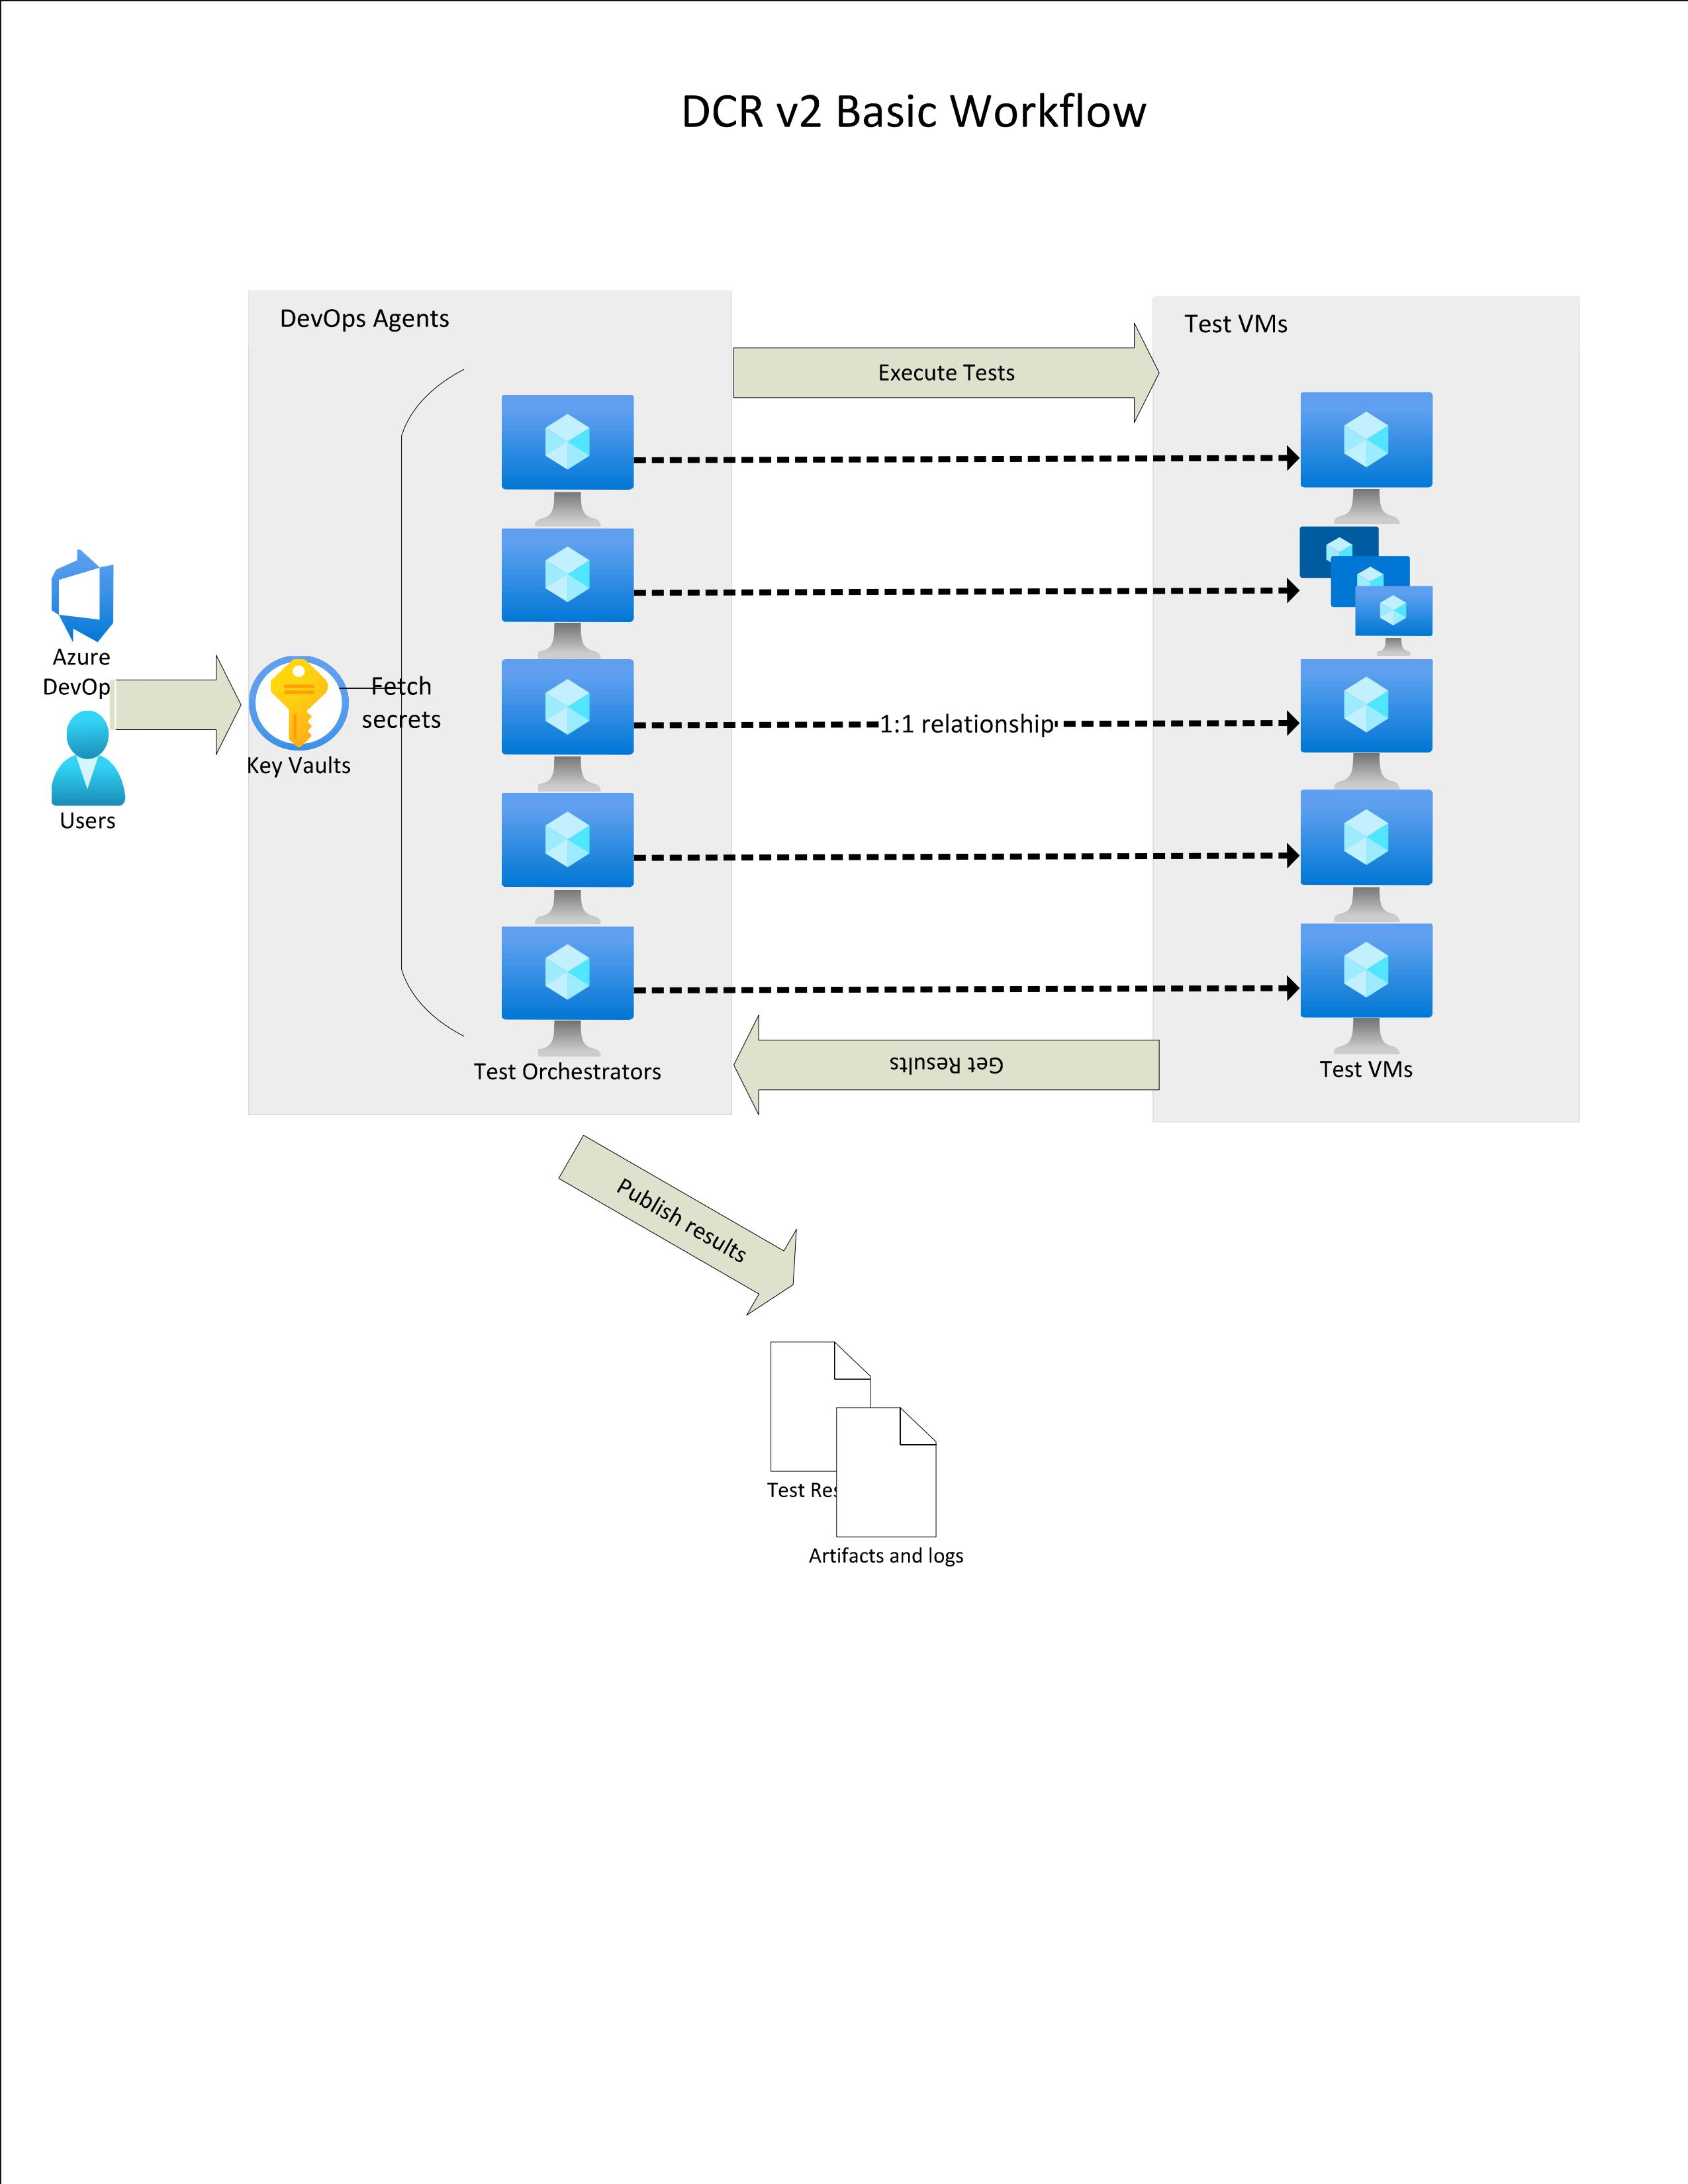 DCR v2 Basic Workflow
DevOps Agents
Test VMs
Execute Tests
Azure
DevOp
Fetch
secrets
1:1 relationship
Key Vaults
Users
Get Results
Test Orchestrators
Test VMs
Publish results
Test Res
Artifacts and logs